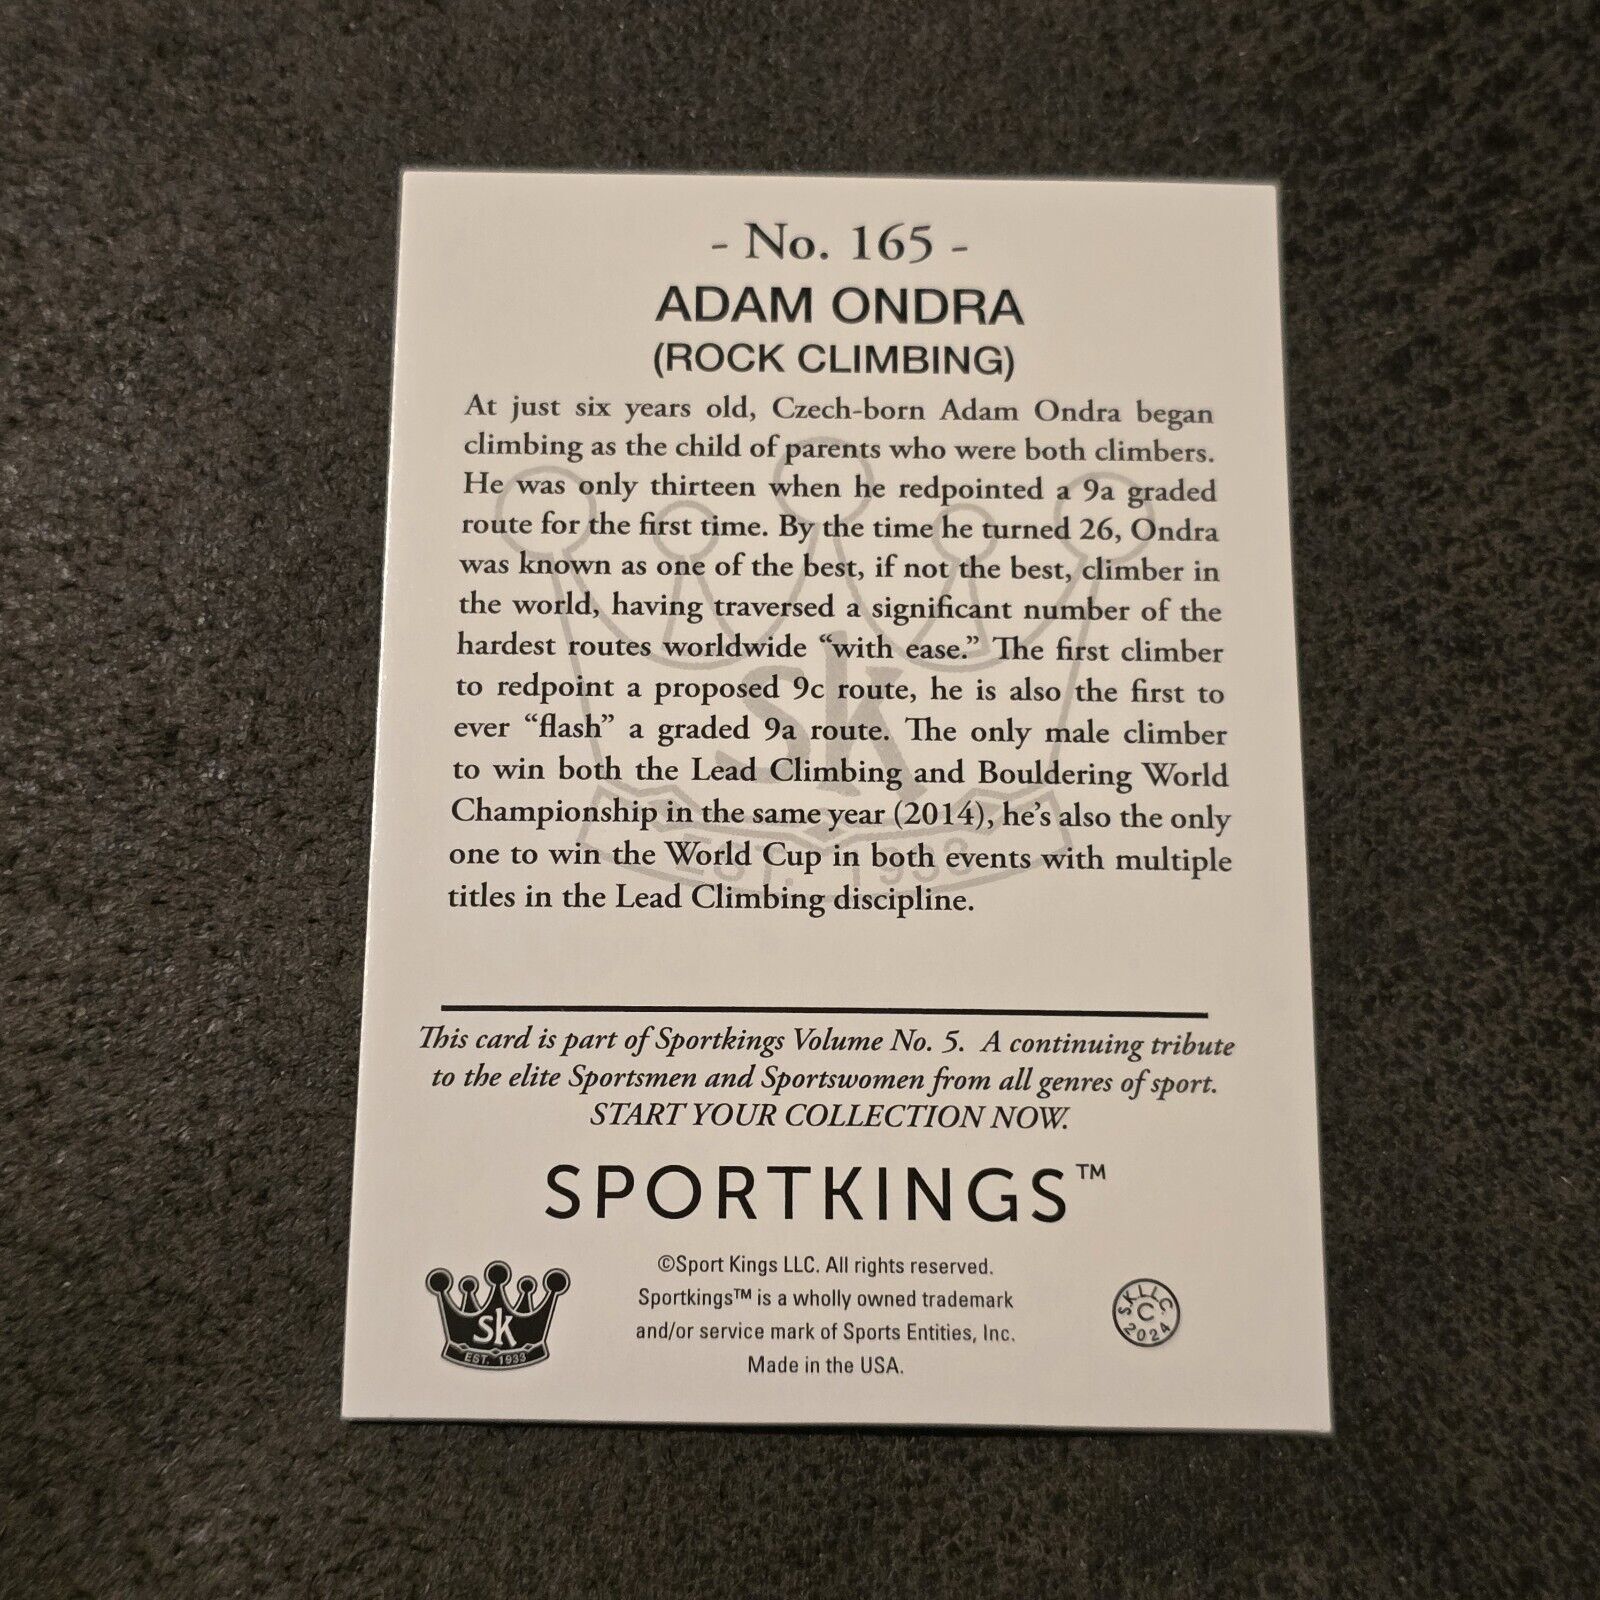 - No. 165 -
ADAM ONDRA
(ROCK CLIMBING)
At just six years old, Czech-born Adam Ondra began
climbing as the child of parents who were both climbers.
He was only thirteen when he redpointed a 9a graded
route for the first time. By the time he turned 26, Ondra
was known as one of the best, if not the best, climber in
the world, having traversed a significant number of the
hardest routes worldwide “with ease.” The first climber
to redpoint a proposed 9c route, he is also the first to
ever “flash” a graded 9a route. The only male climber
to win both the Lead Climbing and Bouldering World
Championship in the same year (2014), he’s also the only
one to win the World Cup in both events with multiple
titles in the Lead Climbing discipline.
sk
EST. 1933
This card is part of Sportkings Volume No. 5. A continuing tribute
to the elite Sportsmen and Sportswomen from all genres of sport.
START YOUR COLLECTION NOW.
SPORTKINGS™
sk
EST. 1933
©Sport Kings LLC. All rights reserved.
Sportkings™ is a wholly owned trademark
and/or service mark of Sports Entities, Inc.
Made in the USA.
SKLLC.
C
2024